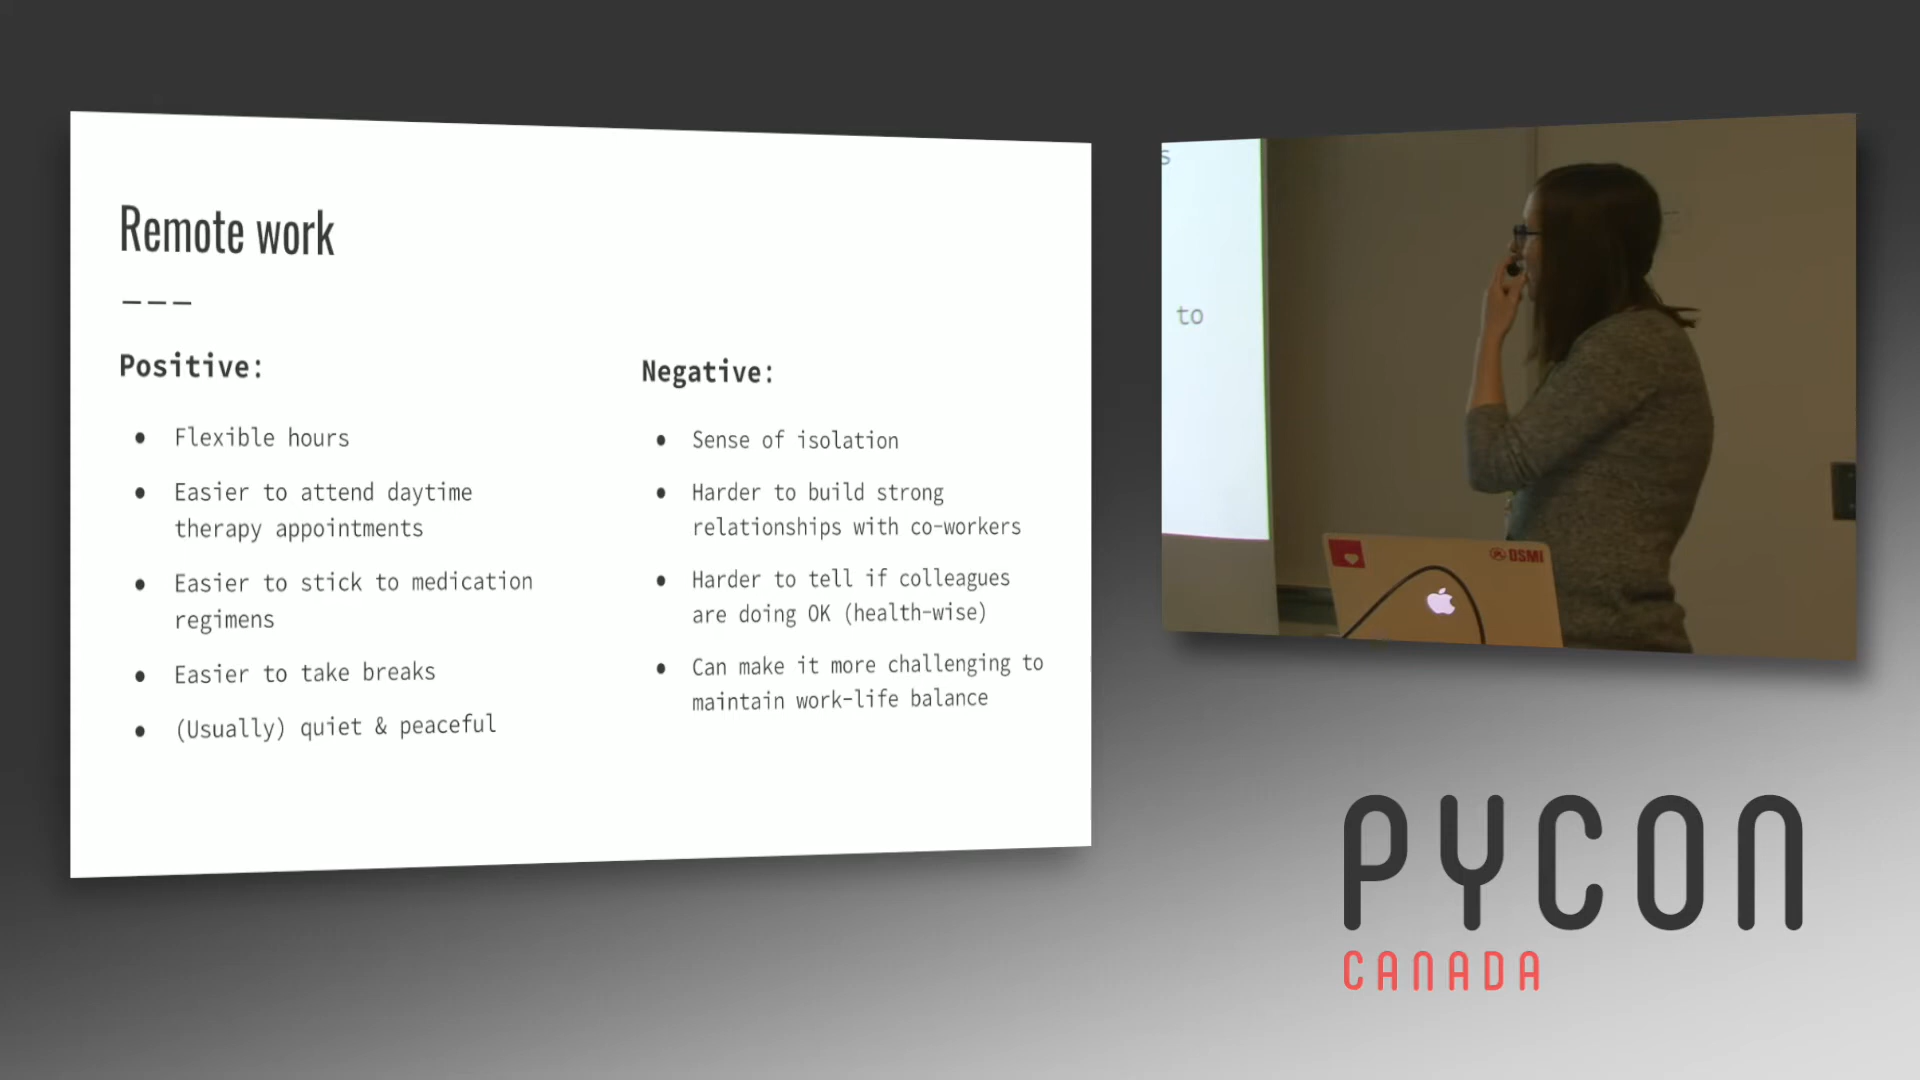 Remote work
---
Positive:
● Flexible hours
● Easier to attend daytime
therapy appointments
● Easier to stick to medication
regimens
● Easier to take breaks
● (Usually) quiet & peaceful
Negative:
● Sense of isolation
● Harder to build strong
relationships with co-workers
● Harder to tell if colleagues
are doing OK (health-wise)
● Can make it more challenging to
maintain work-life balance
s
to
OSMI
PYCON
CANADA